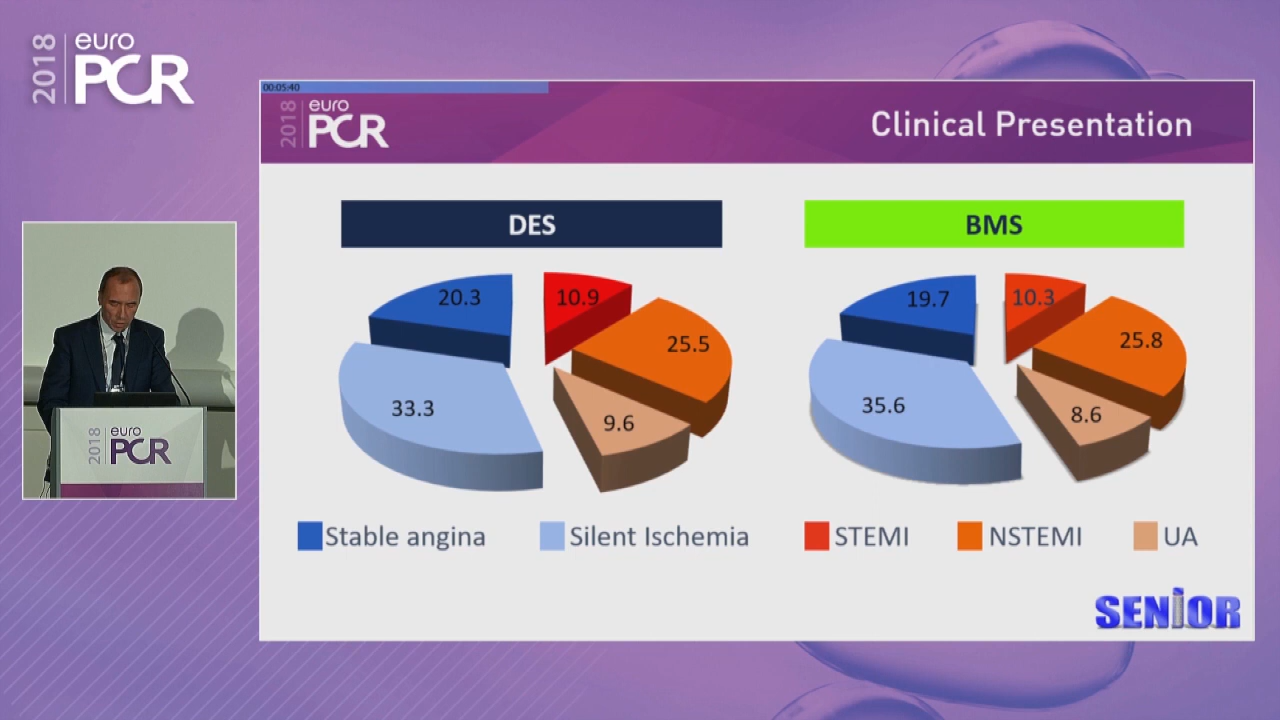 2018 euro PCR
00:05:40
2018 euro PCR
Clinical Presentation
DES
BMS
20.3
10.9
25.5
33.3
9.6
19.7
10.3
25.8
35.6
8.6
Stable angina
Silent Ischemia
STEMI
NSTEMI
UA
SENiOR
2018 euro PCR